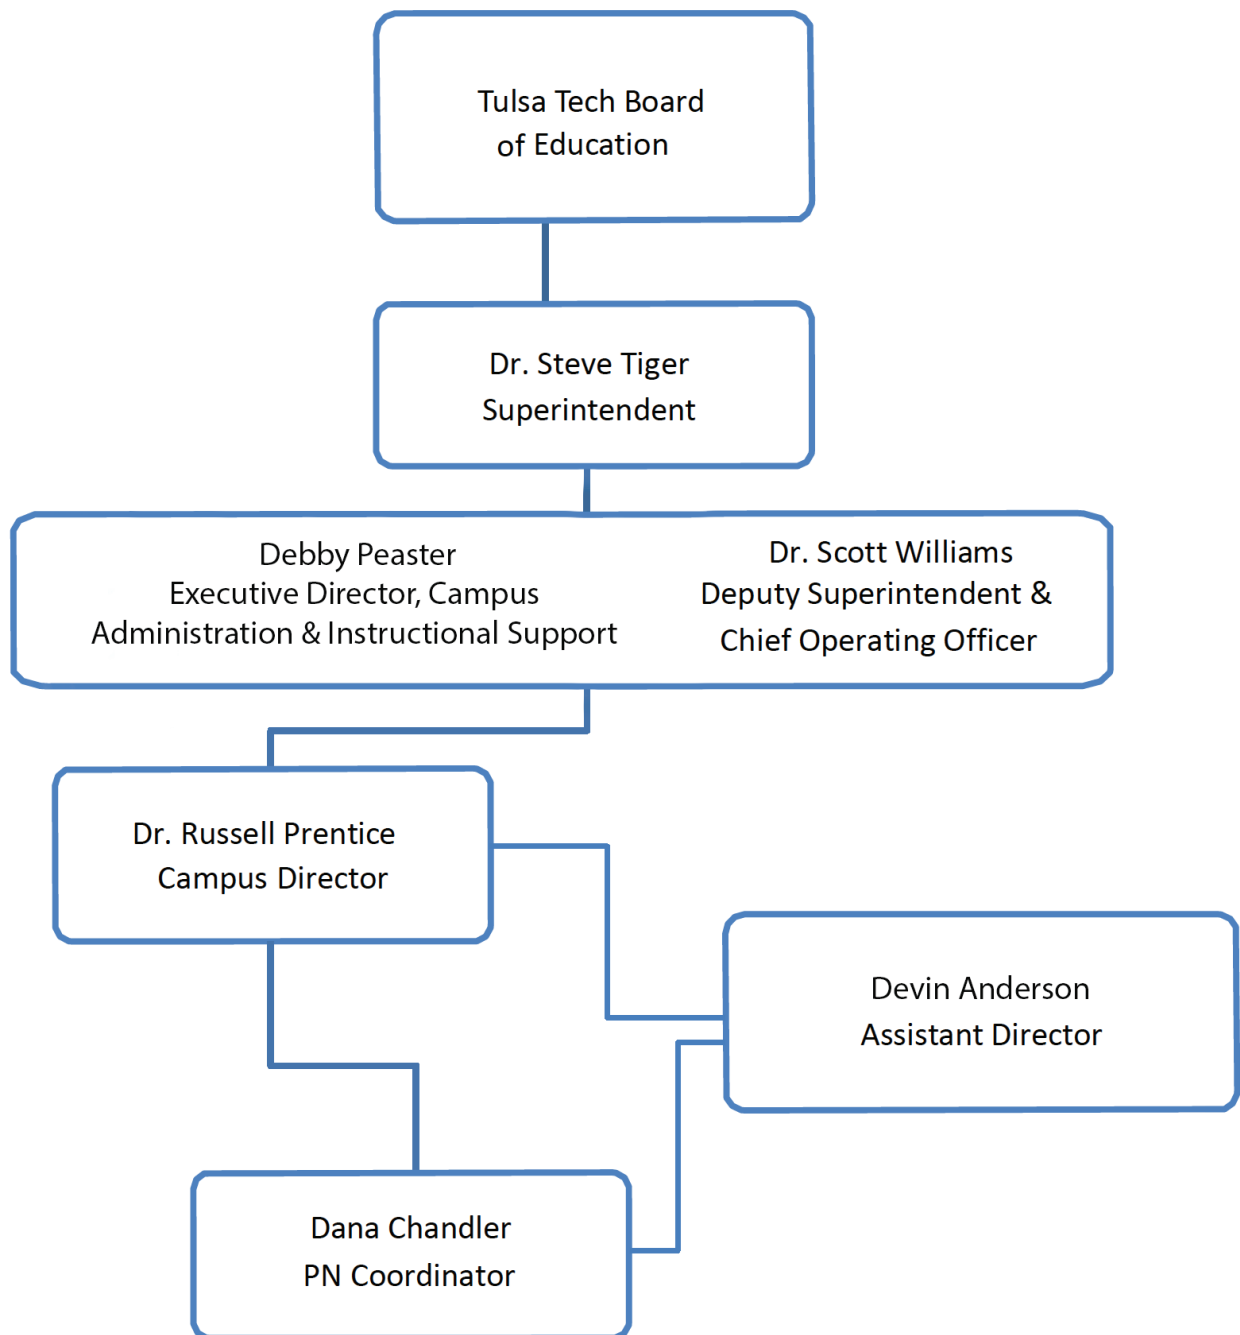 Tulsa Tech Board
of Education
Dr. Steve Tiger
Superintendent
Debby Peaster
Executive Director, Campus
Administration & Instructional Support
Dr. Scott Williams
Deputy Superintendent &
Chief Operating Officer
Dr. Russell Prentice
Campus Director
Devin Anderson
Assistant Director
Dana Chandler
PN Coordinator